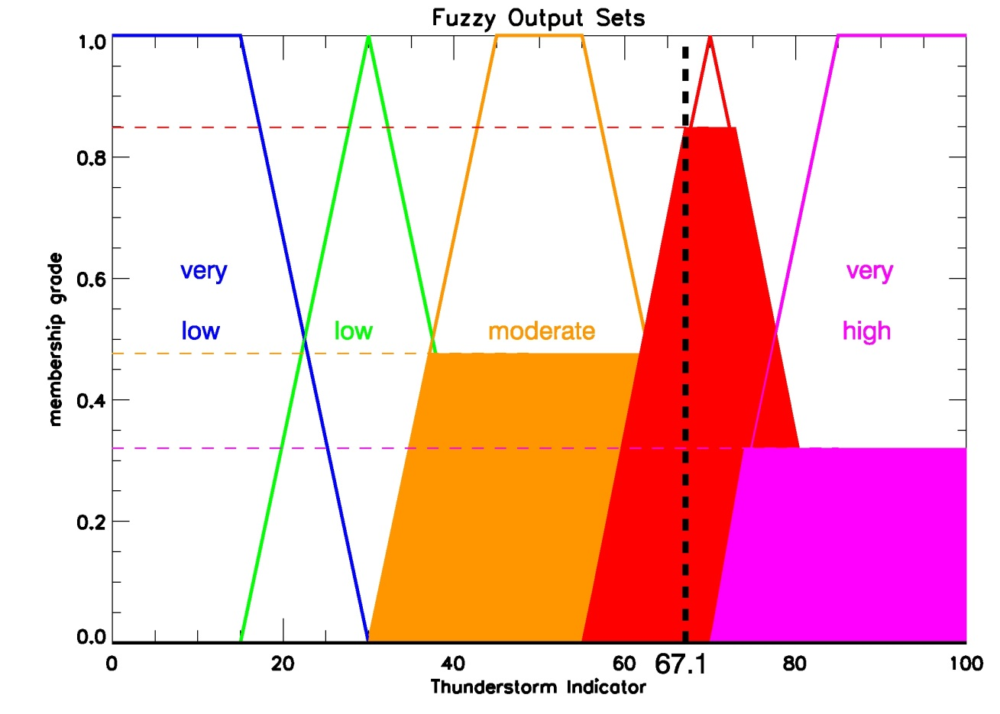 Fuzzy Output Sets
1.0
0.8
0.6
0.4
0.2
0.0
membership grade
very
low
low
moderate
very
high
0
20
40
60
67.1
80
100
Thunderstorm Indicator